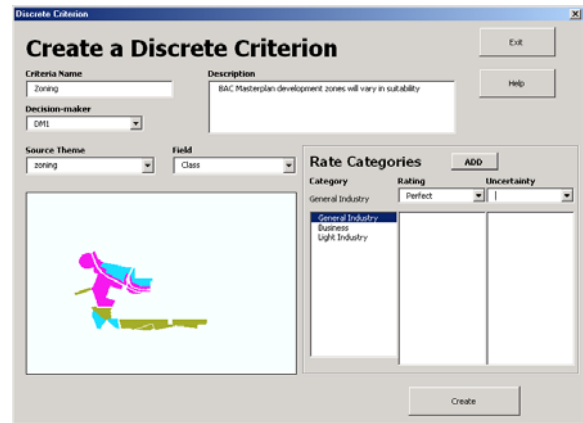 Discrete Criterion
Create a Discrete Criterion
Exit
Criteria Name
Description
Zoning
BAC Masterplan development zones will vary in suitability
Help
Decision-maker
DM1
Source Theme
Field
zoning
Class
Rate Categories
ADD
Category
Rating
Uncertainty
General Industry
Perfect
General Industry
Business
Light Industry
Create